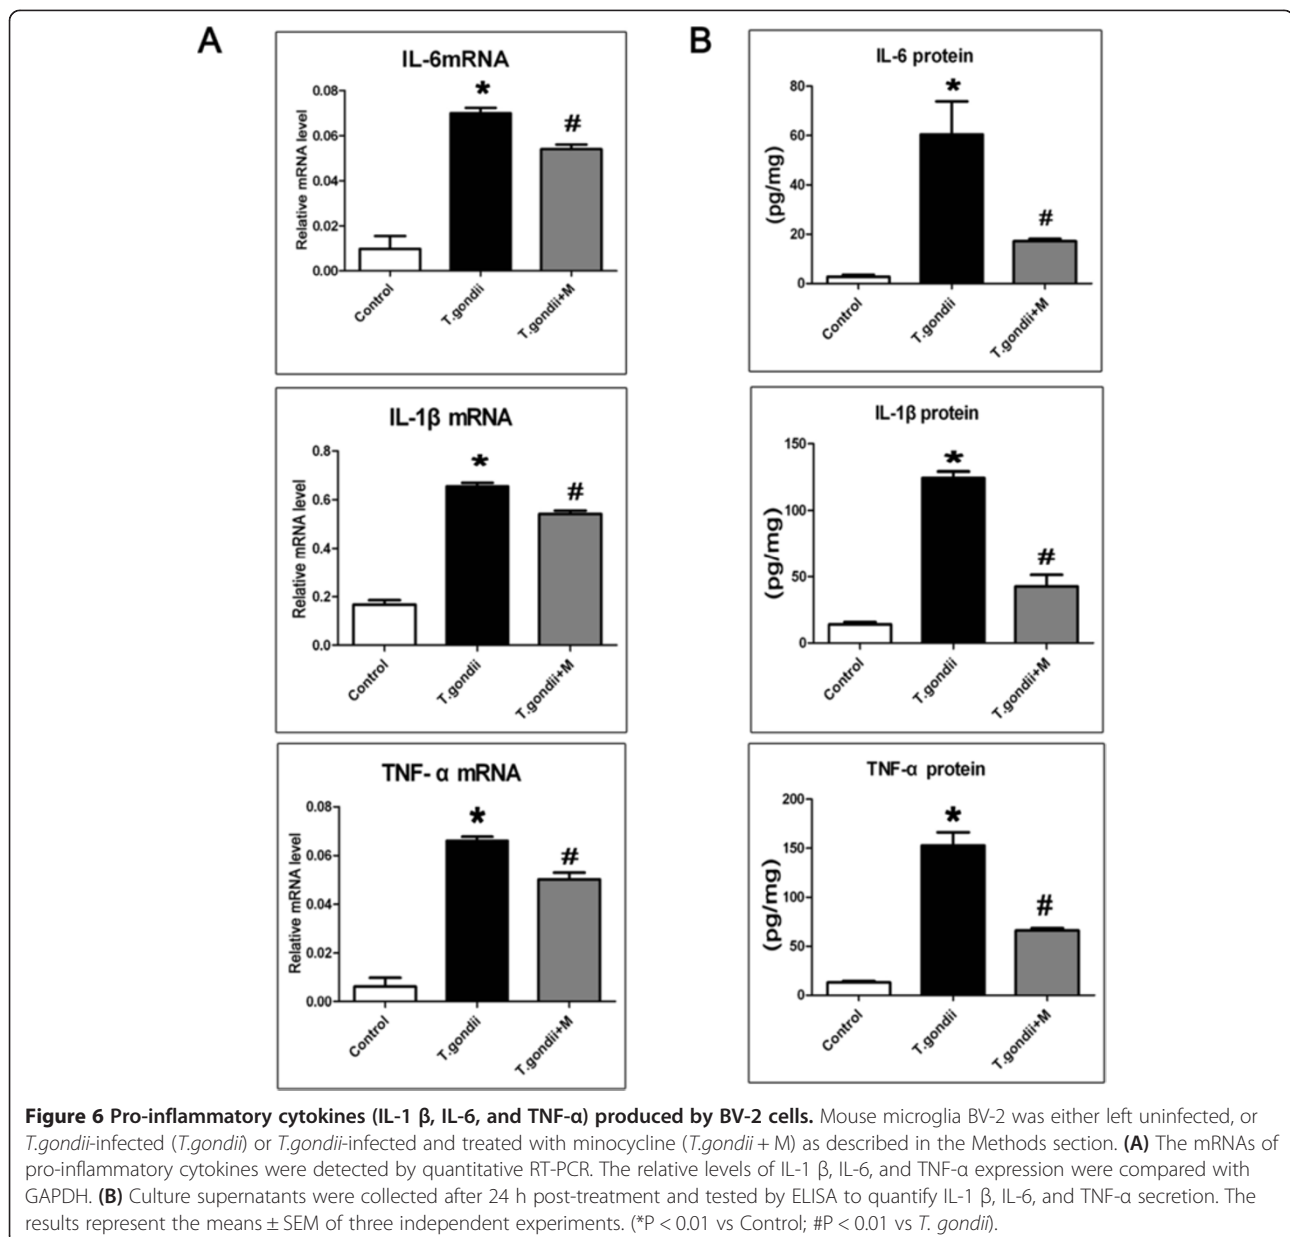 A
IL-6mRNA
Relative mRNA level
0.08
0.06
0.04
0.02
0.00
*
#
Control
T.gondii
T.gondii+M
B
IL-6 protein
(pg/mg)
80
60
40
20
0
*
#
Control
T.gondii
T.gondii+M
IL-1β mRNA
Relative mRNA level
0.8
0.6
0.4
0.2
0.0
*
#
Control
T.gondii
T.gondii+M
IL-1β protein
(pg/mg)
150
100
50
0
*
#
Control
T.gondii
T.gondii+M
TNF- α mRNA
Relative mRNA level
0.08
0.06
0.04
0.02
0.00
*
#
Control
T.gondii
T.gondii+M
TNF-α protein
(pg/mg)
200
150
100
50
0
*
#
Control
T.gondii
T.gondii+M
Figure 6 Pro-inflammatory cytokines (IL-1 β, IL-6, and TNF-α) produced by BV-2 cells. Mouse microglia BV-2 was either left uninfected, or
T.gondii-infected (T.gondii) or T.gondii-infected and treated with minocycline (T.gondii + M) as described in the Methods section. (A) The mRNAs of
pro-inflammatory cytokines were detected by quantitative RT-PCR. The relative levels of IL-1 β, IL-6, and TNF-α expression were compared with
GAPDH. (B) Culture supernatants were collected after 24 h post-treatment and tested by ELISA to quantify IL-1 β, IL-6, and TNF-α secretion. The
results represent the means ± SEM of three independent experiments. (*P < 0.01 vs Control; #P < 0.01 vs T. gondii).